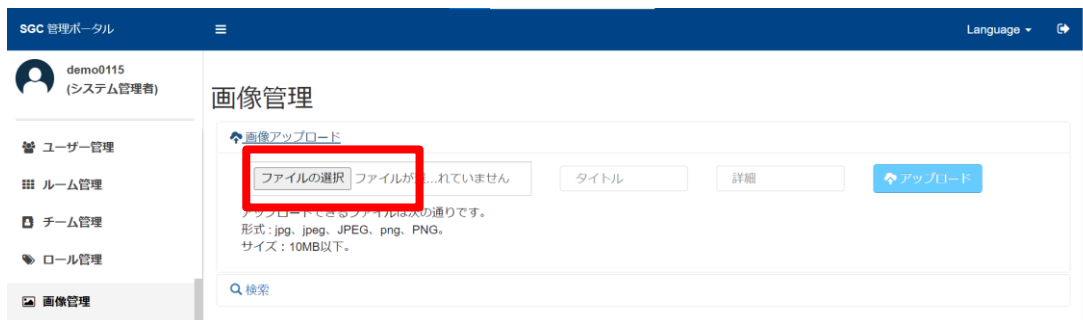 SGC 管理ポータル
Language
demo0115
(システム管理者)
画像管理
画像アップロード
ユーザー管理
ファイルの選択 ファイルが選...れていません
タイトル
詳細
アップロード
ルーム管理
アップロードできるファイルは次の通りです。
チーム管理
形式 : jpg、jpeg、JPEG、png、PNG。
サイズ：10MB以下。
ロール管理
検索
画像管理